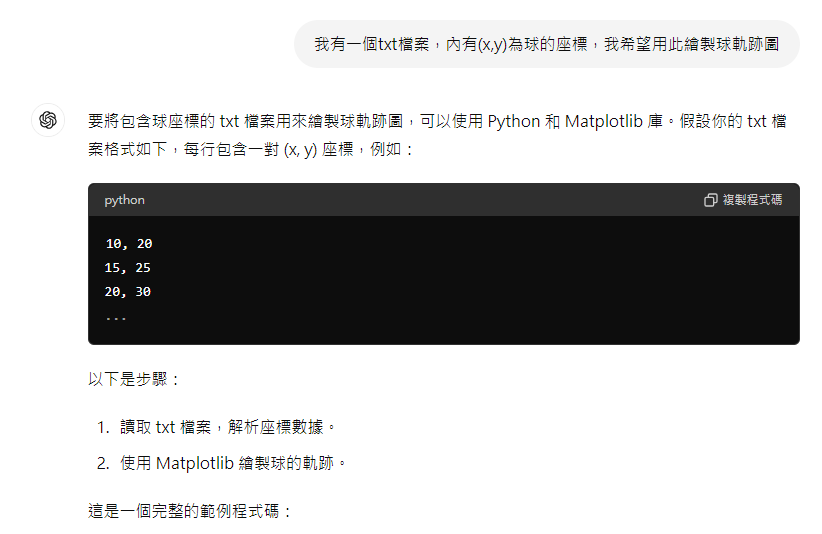 我有一個txt檔案，內有(x,y)為球的座標，我希望用此繪製球軌跡圖
要將包含球座標的 txt 檔案用來繪製球軌跡圖，可以使用 Python 和 Matplotlib 庫。假設你的 txt 檔
案格式如下，每行包含一對 (x, y) 座標，例如：
python
複製程式碼
10, 20
15, 25
20, 30
...
以下是步驟：
1. 讀取 txt 檔案，解析座標數據。
2. 使用 Matplotlib 繪製球的軌跡。
這是一個完整的範例程式碼：